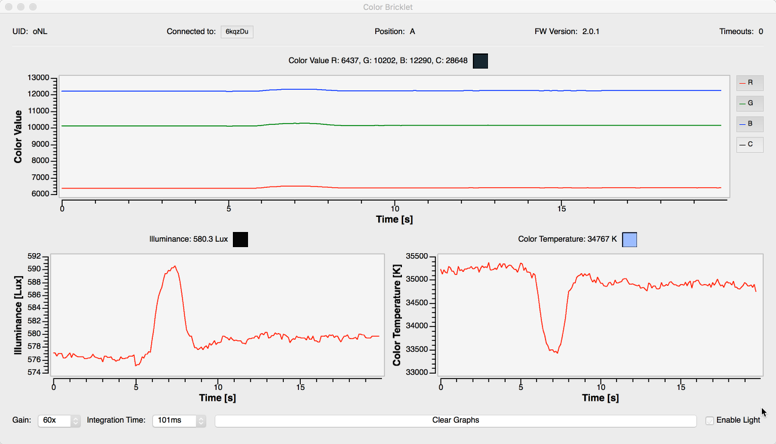 Color Bricklet
UID: oNL Connected to: 6kqzDu Position: A FW Version: 2.0.1 Timeouts: 0
Color Value R: 6437, G: 10202, B: 12290, C: 28648
Color Value
13000
12000
11000
10000
9000
8000
7000
6000
0 5 10 15
Time [s]
R
G
B
C
Illuminance: 580.3 Lux
Illuminance [Lux]
592
590
588
586
584
582
580
578
576
574
0 5 10 15
Time [s]
Color Temperature: 34767 K
Color Temperature [K]
35500
35000
34500
34000
33500
33000
0 5 10 15
Time [s]
Gain: 60x Integration Time: 101ms Clear Graphs Enable Light